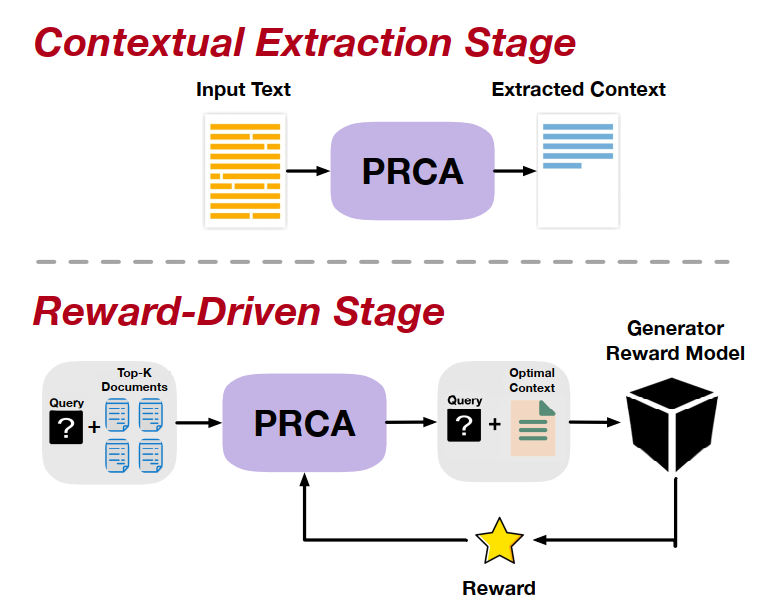 Contextual Extraction Stage
Input Text
Extracted Context
PRCA
Reward-Driven Stage
Generator
Reward Model
Top-K
Documents
Query
?
+
PRCA
Optimal
Context
Query
?
+
Reward